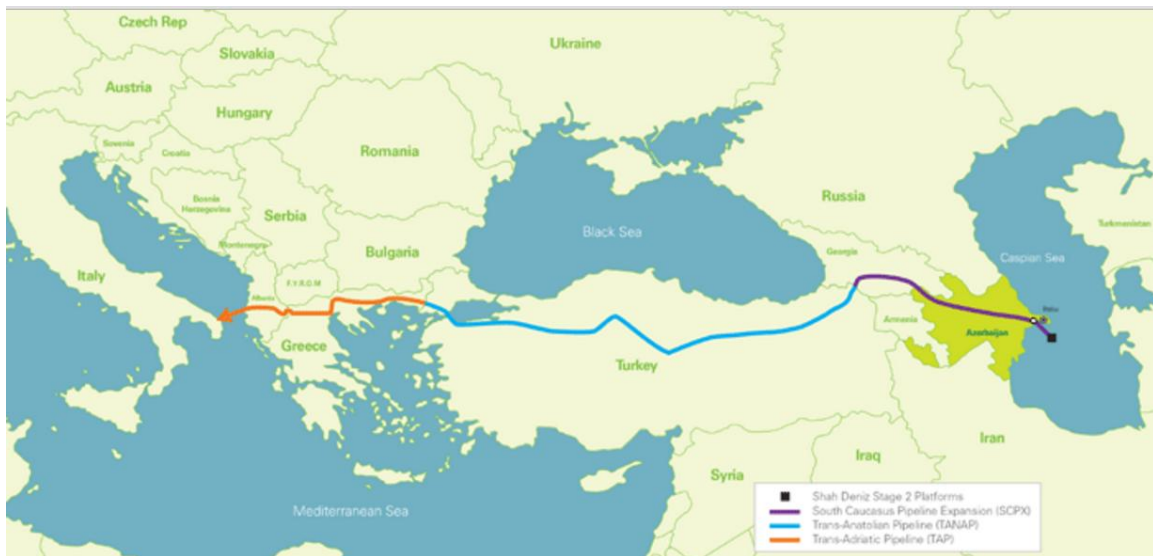 Czech Rep
Slovakia
Ukraine
Austria
Hungary
Slovenia
Croatia
Romania
Bosnia
Herzegovina
Serbia
Russia
Turkmenistan
Montenegro
Black Sea
Bulgaria
Georgia
Caspian Sea
Italy
F.Y.R.O.M
Albania
Baku
Armenia
Azerbaijan
Greece
Turkey
Iran
Syria
Iraq
Mediterranean Sea
Shah Deniz Stage 2 Platforms
South Caucasus Pipeline Expansion (SCPX)
Trans-Anatolian Pipeline (TANAP)
Trans-Adriatic Pipeline (TAP)